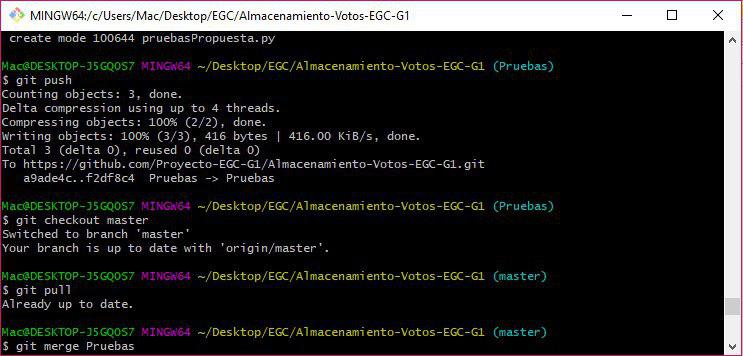 MINGW64:/c/Users/Mac/Desktop/EGC/Almacenamiento-Votos-EGC-G1
create mode 100644 pruebasPropuesta.py
Mac@DESKTOP-J5GQOS7 MINGW64 ~/Desktop/EGC/Almacenamiento-Votos-EGC-G1 (Pruebas)
$ git push
Counting objects: 3, done.
Delta compression using up to 4 threads.
Compressing objects: 100% (2/2), done.
Writing objects: 100% (3/3), 416 bytes | 416.00 KiB/s, done.
Total 3 (delta 0), reused 0 (delta 0)
To https://github.com/Proyecto-EGC-G1/Almacenamiento-Votos-EGC-G1.git
a9ade4c..f2df8c4  Pruebas -> Pruebas
Mac@DESKTOP-J5GQOS7 MINGW64 ~/Desktop/EGC/Almacenamiento-Votos-EGC-G1 (Pruebas)
$ git checkout master
Switched to branch 'master'
Your branch is up to date with 'origin/master'.
Mac@DESKTOP-J5GQOS7 MINGW64 ~/Desktop/EGC/Almacenamiento-Votos-EGC-G1 (master)
$ git pull
Already up to date.
Mac@DESKTOP-J5GQOS7 MINGW64 ~/Desktop/EGC/Almacenamiento-Votos-EGC-G1 (master)
$ git merge Pruebas